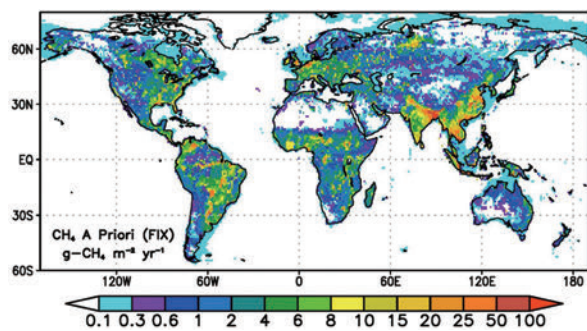 60N
30N
EQ
30S
60S
CH₄ A Priori (FIX)
g−CH₄ m⁻² yr⁻¹
120W 60W 0 60E 120E 180
0.1 0.3 0.6 1 2 4 6 8 10 15 20 25 50 100